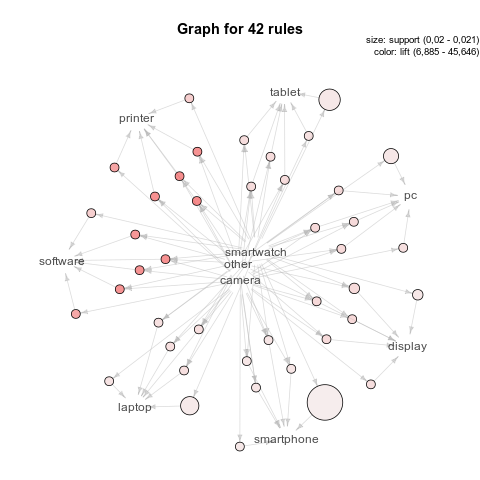 Graph for 42 rules
size: support (0,02 - 0,021)
color: lift (6,885 - 45,646)
tablet
printer
pc
smartwatch
other
software
camera
display
laptop
smartphone